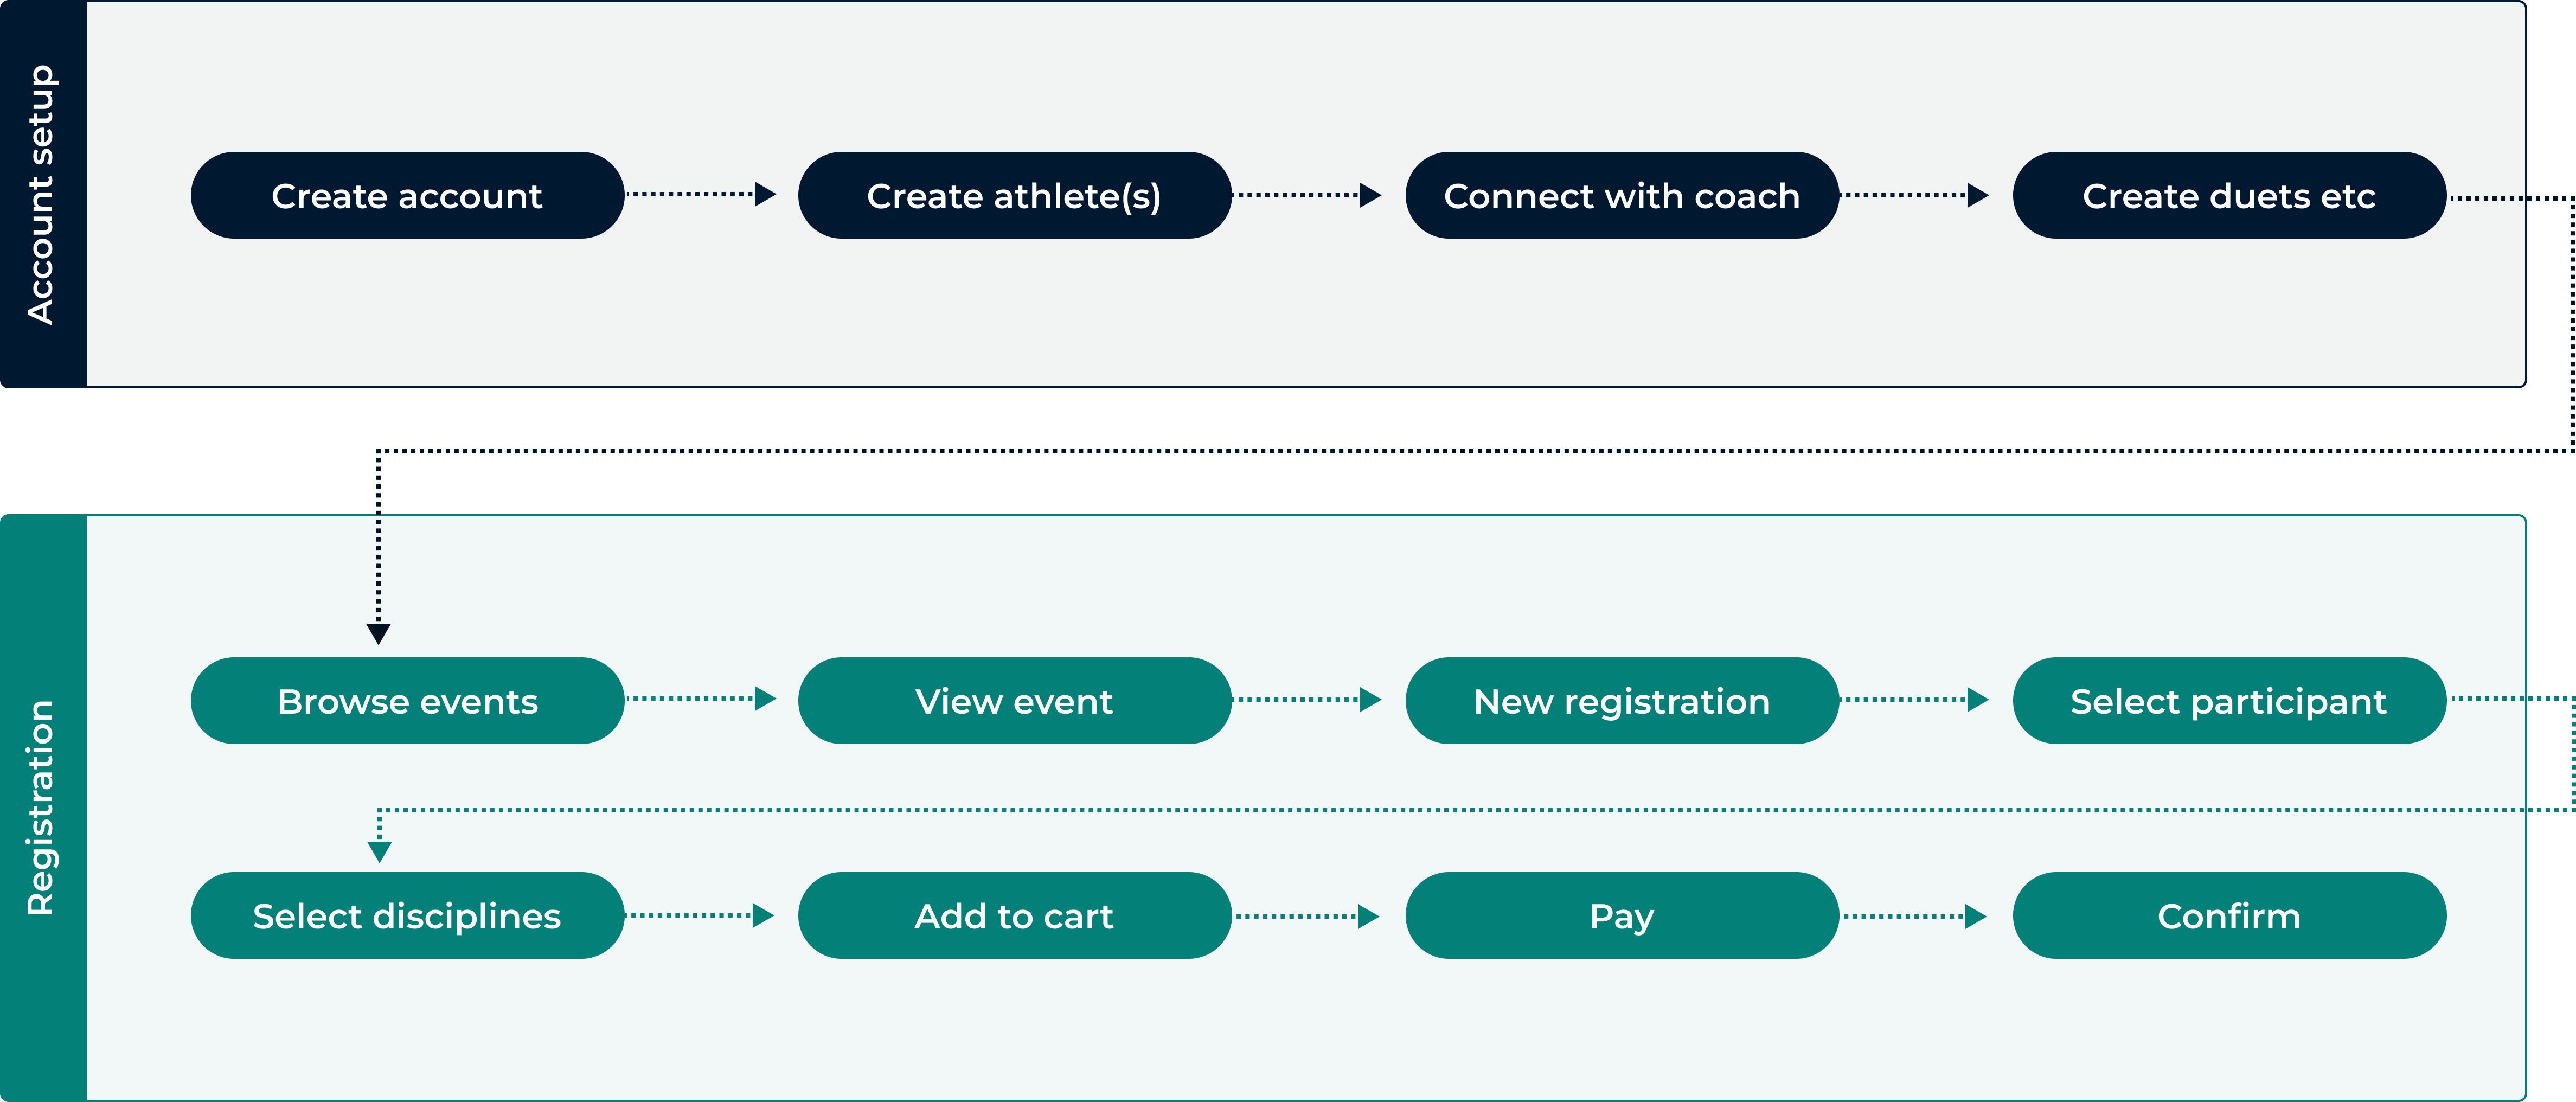 Account setup
Create account
Create athlete(s)
Connect with coach
Create duets etc
Registration
Browse events
View event
New registration
Select participant
Select disciplines
Add to cart
Pay
Confirm